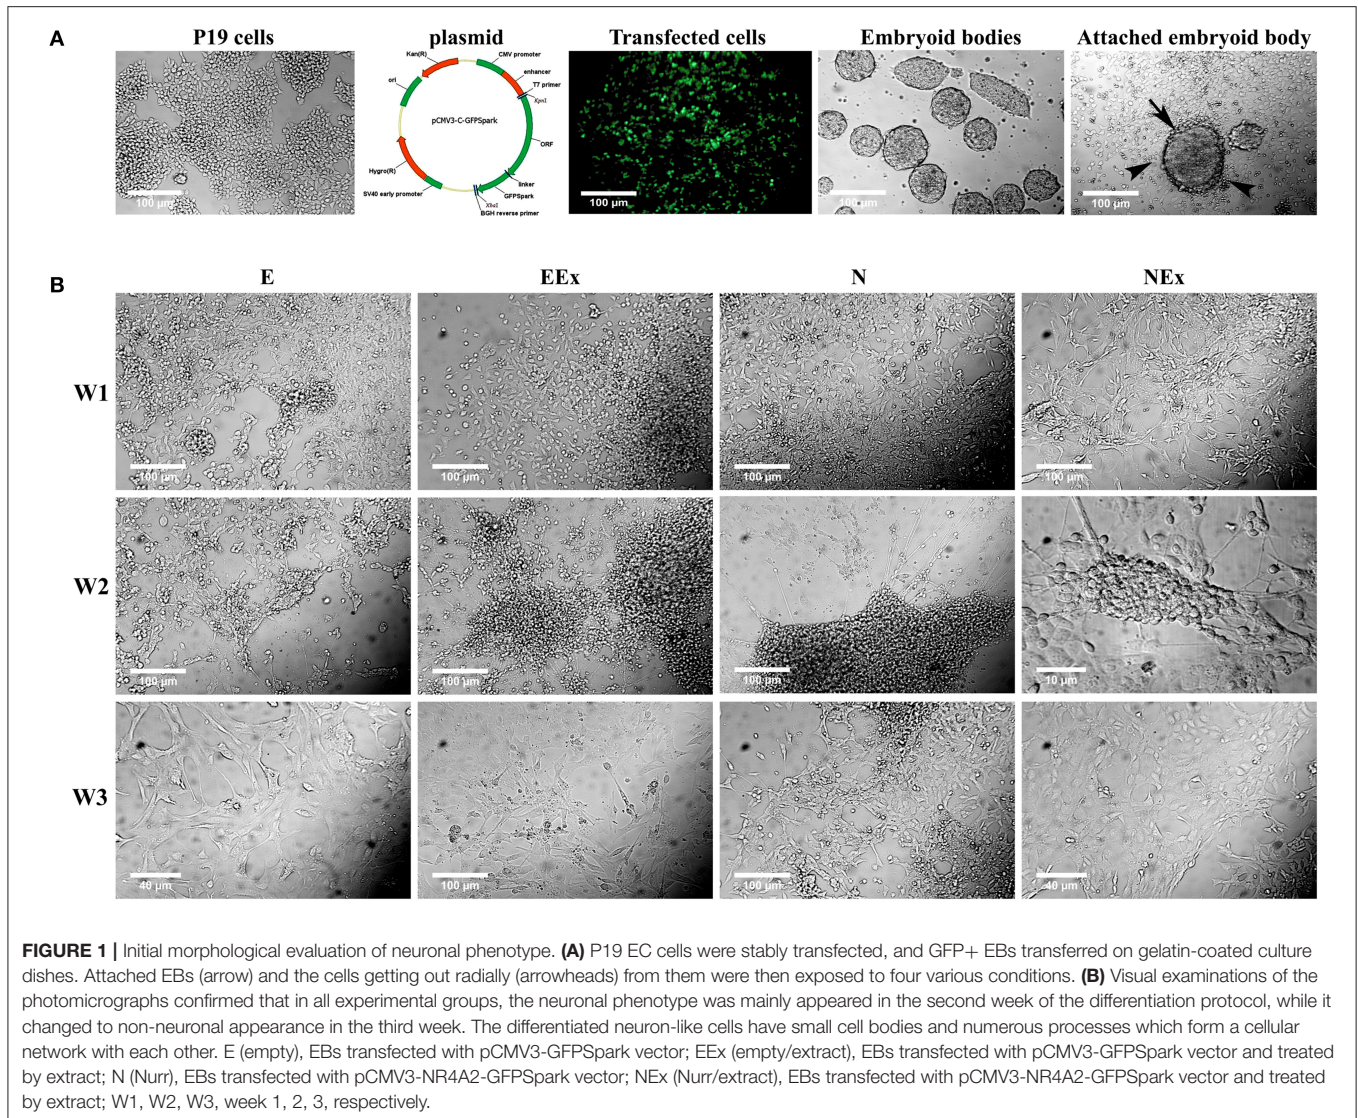 A
P19 cells
plasmid
Transfected cells
Embryoid bodies
Attached embryoid body
Kan(R)
CMV promoter
enhancer
T7 primer
XpnI
ori
pCMV3-C-GFPSpark
ORF
Hygro(R)
linker
GFPSpark
SV40 early promoter
XbaI
BGH reverse primer
100 µm
100 µm
100 µm
100 µm
B
E
EEx
N
NEx
W1
100 µm
100 µm
100 µm
100 µm
W2
100 µm
100 µm
100 µm
10 µm
W3
40 µm
100 µm
100 µm
40 µm
FIGURE 1 | Initial morphological evaluation of neuronal phenotype. (A) P19 EC cells were stably transfected, and GFP+ EBs transferred on gelatin-coated culture
dishes. Attached EBs (arrow) and the cells getting out radially (arrowheads) from them were then exposed to four various conditions. (B) Visual examinations of the
photomicrographs confirmed that in all experimental groups, the neuronal phenotype was mainly appeared in the second week of the differentiation protocol, while it
changed to non-neuronal appearance in the third week. The differentiated neuron-like cells have small cell bodies and numerous processes which form a cellular
network with each other. E (empty), EBs transfected with pCMV3-GFPSpark vector; EEx (empty/extract), EBs transfected with pCMV3-GFPSpark vector and treated
by extract; N (Nurr), EBs transfected with pCMV3-NR4A2-GFPSpark vector; NEx (Nurr/extract), EBs transfected with pCMV3-NR4A2-GFPSpark vector and treated
by extract; W1, W2, W3, week 1, 2, 3, respectively.